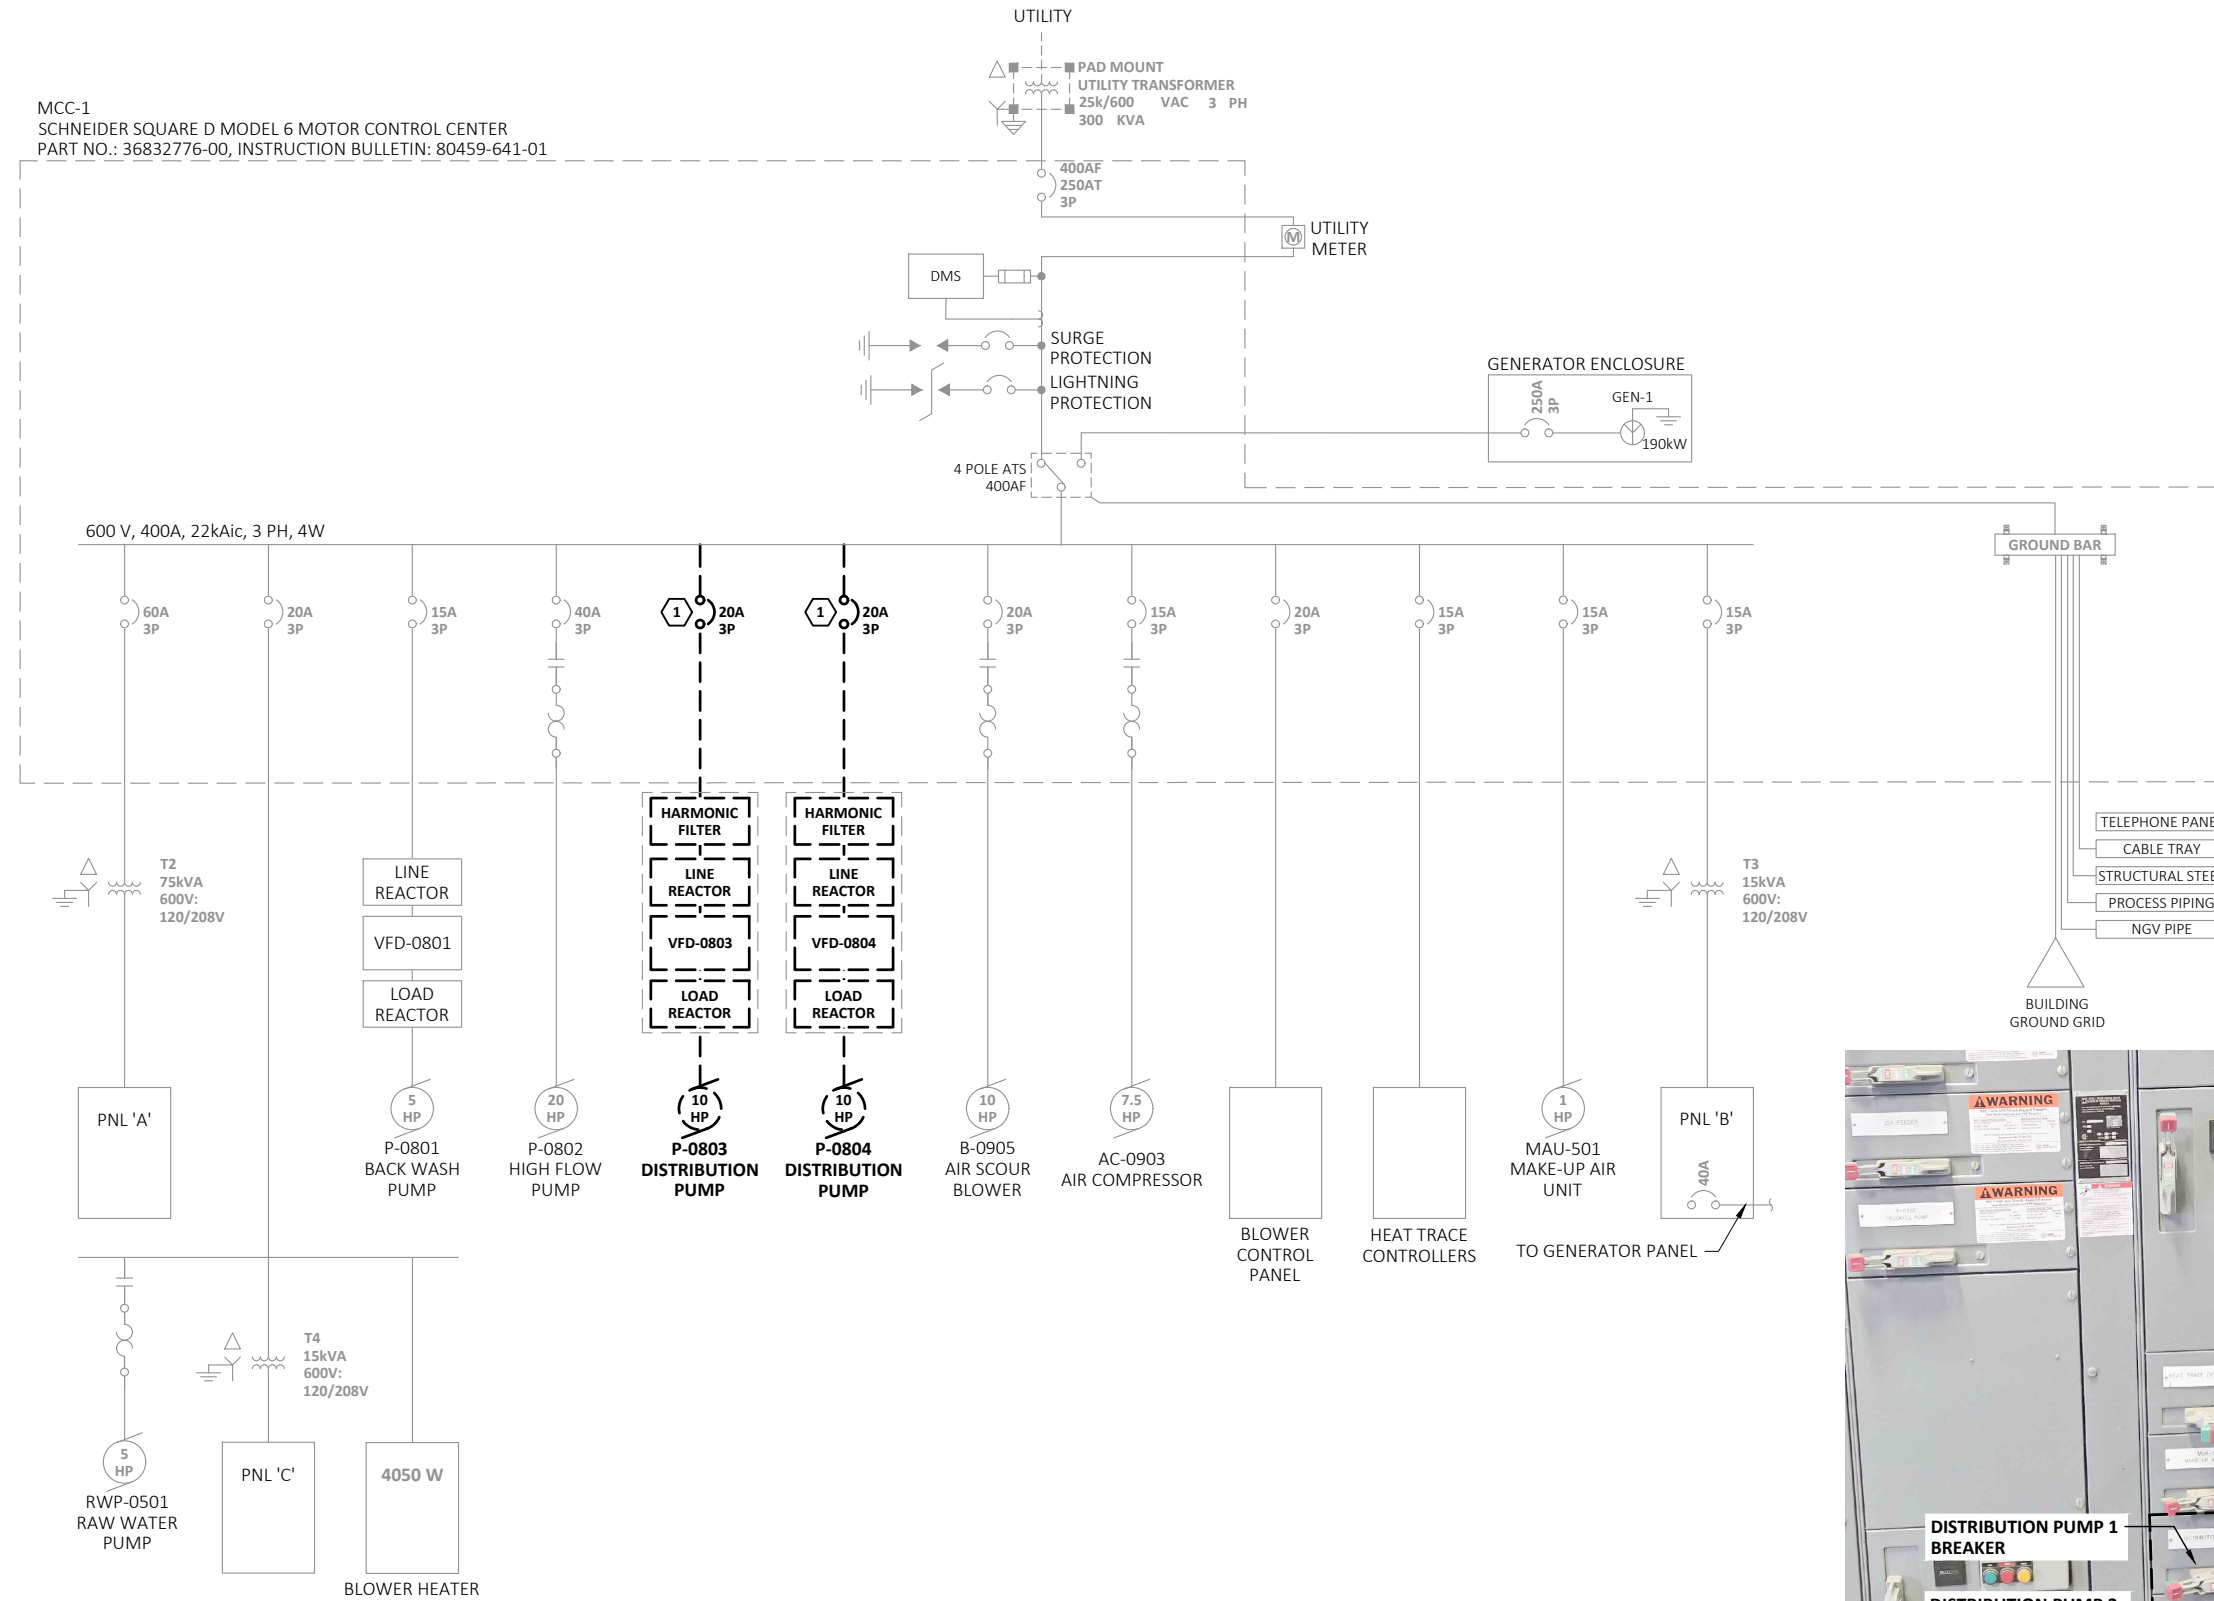 UTILITY
PAD MOUNT
UTILITY TRANSFORMER
25k/600 VAC 3 PH
300 KVA
MCC-1
SCHNEIDER SQUARE D MODEL 6 MOTOR CONTROL CENTER
PART NO.: 36832776-00, INSTRUCTION BULLETIN: 80459-641-01
400AF
250AT
3P
M
UTILITY
METER
DMS
SURGE
PROTECTION
LIGHTNING
PROTECTION
GENERATOR ENCLOSURE
250A
3P
GEN-1
190kW
4 POLE ATS
400AF
600 V, 400A, 22kAic, 3 PH, 4W
GROUND BAR
60A
3P
20A
3P
15A
3P
40A
3P
1
20A
3P
1
20A
3P
20A
3P
15A
3P
20A
3P
15A
3P
15A
3P
15A
3P
T2
75kVA
600V:
120/208V
LINE
REACTOR
VFD-0801
LOAD
REACTOR
HARMONIC
FILTER
LINE
REACTOR
VFD-0803
LOAD
REACTOR
HARMONIC
FILTER
LINE
REACTOR
VFD-0804
LOAD
REACTOR
T3
15kVA
600V:
120/208V
TELEPHONE PANE
CABLE TRAY
STRUCTURAL STEE
PROCESS PIPING
NGV PIPE
BUILDING
GROUND GRID
PNL 'A'
5
HP
P-0801
BACK WASH
PUMP
20
HP
P-0802
HIGH FLOW
PUMP
10
HP
P-0803
DISTRIBUTION
PUMP
10
HP
P-0804
DISTRIBUTION
PUMP
10
HP
B-0905
AIR SCOUR
BLOWER
7.5
HP
AC-0903
AIR COMPRESSOR
BLOWER
CONTROL
PANEL
HEAT TRACE
CONTROLLERS
1
HP
MAU-501
MAKE-UP AIR
UNIT
PNL 'B'
40A
TO GENERATOR PANEL
T4
15kVA
600V:
120/208V
5
HP
RWP-0501
RAW WATER
PUMP
PNL 'C'
4050 W
BLOWER HEATER
WARNING
WARNING
DISTRIBUTION PUMP 1
BREAKER
DISTRIBUTION PUMP 2